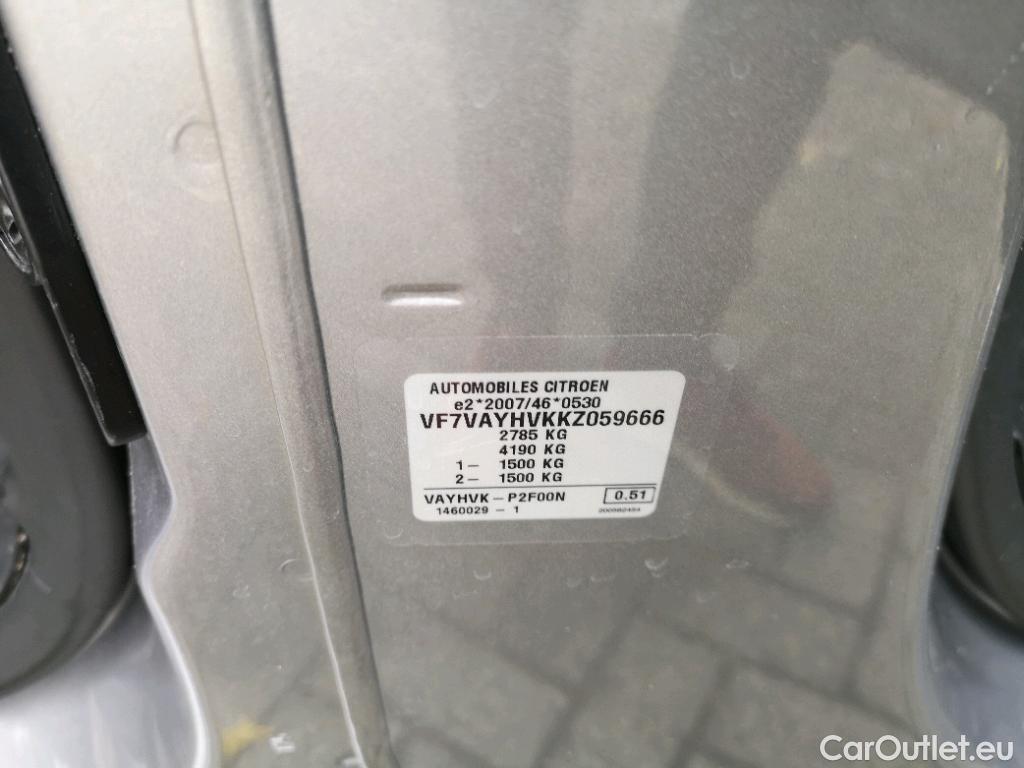 AUTOMOBILES CITROEN
e2*2007/46*0530
VF7VAYHVKKZ059666
2785 KG
4190 KG
1- 1500 KG
2- 1500 KG
VAYHVK-P2F00N 0.51
1460029 - 1
CarOutlet.eu